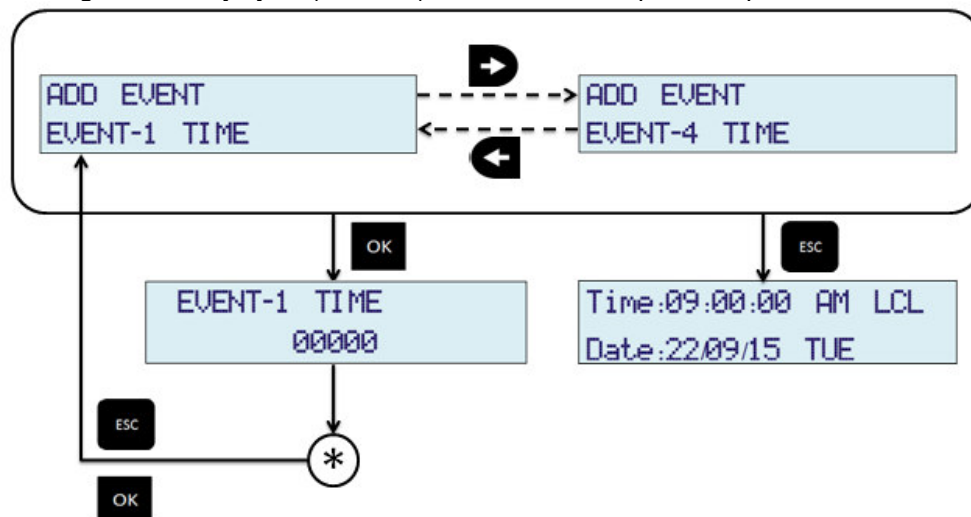 ADD EVENT
EVENT-1 TIME
ADD EVENT
EVENT-4 TIME
OK
ESC
EVENT-1 TIME
00000
Time:09:00:00 AM LCL
Date:22/09/15 TUE
ESC
*
OK